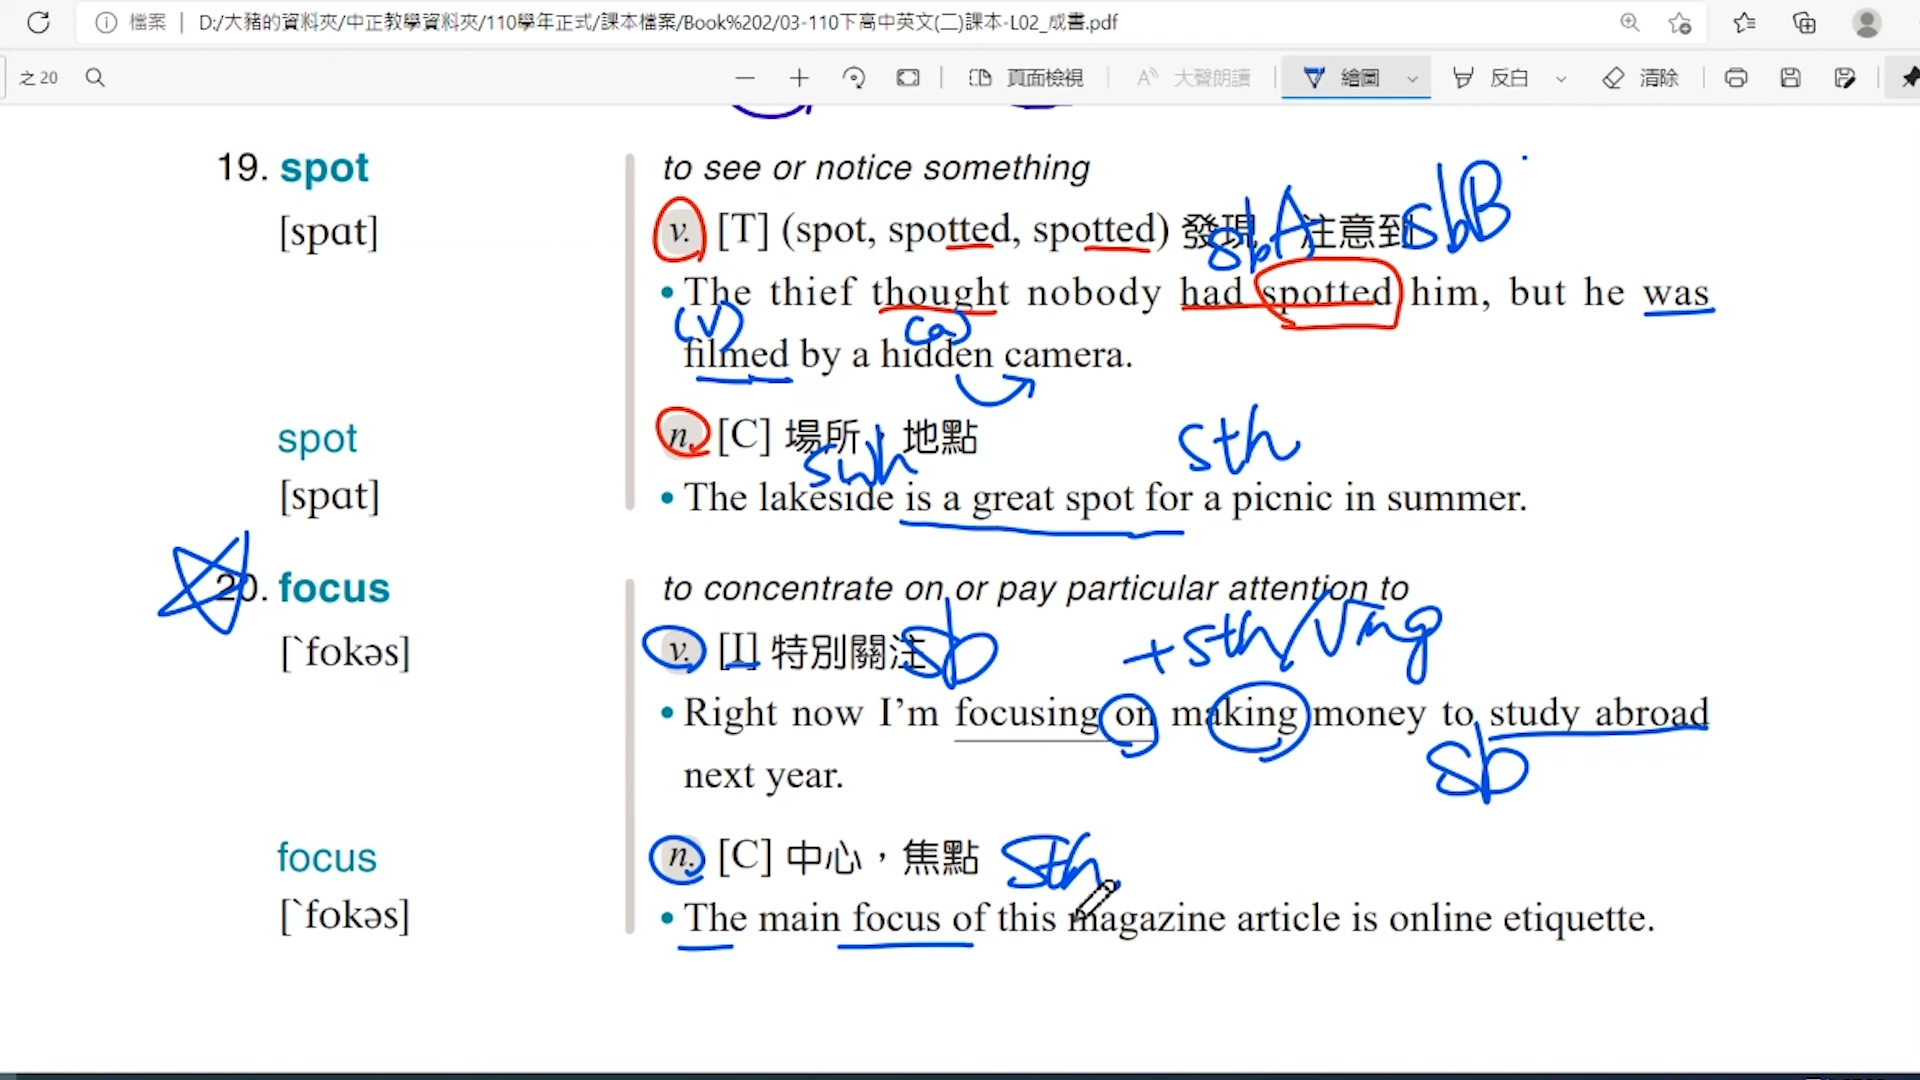 檔案 | D:/大豬的資料夾/中正教學資料夾/110學年正式/課本檔案/Book%202/03-110下高中英文(二)課本-L02_成書.pdf
之 20 頁面檢視 大聲朗讀 繪圖 反白 清除
19. spot to see or notice something
[spɑt] v. [T] (spot, spotted, spotted) 發現，注意到
sbA sbB
• The thief thought nobody had spotted him, but he was
(V) (a)
filmed by a hidden camera.
spot n. [C] 場所，地點
swh sth
[spɑt] • The lakeside is a great spot for a picnic in summer.
20. focus to concentrate on or pay particular attention to
[ˋfokəs] v. [I] 特別關注
sb + sth/Ving
• Right now I'm focusing on making money to study abroad
sb
next year.
focus n. [C] 中心，焦點
sth
[ˋfokəs] • The main focus of this magazine article is online etiquette.